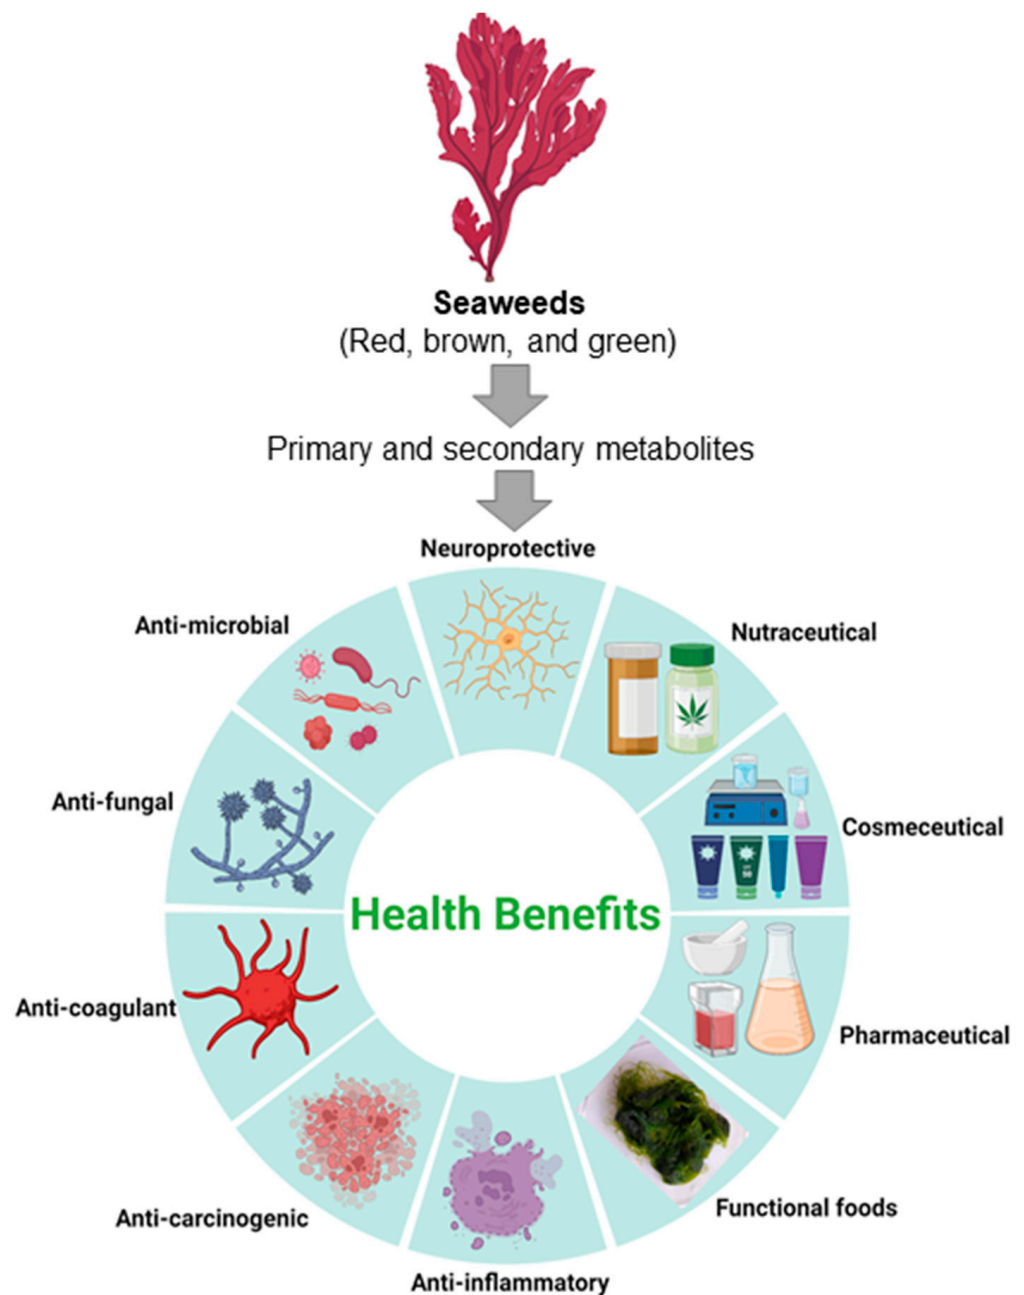 Seaweeds
(Red, brown, and green)
Primary and secondary metabolites
Neuroprotective
Anti-microbial
Nutraceutical
Anti-fungal
Cosmeceutical
Health Benefits
Anti-coagulant
Pharmaceutical
Anti-carcinogenic
Functional foods
Anti-inflammatory